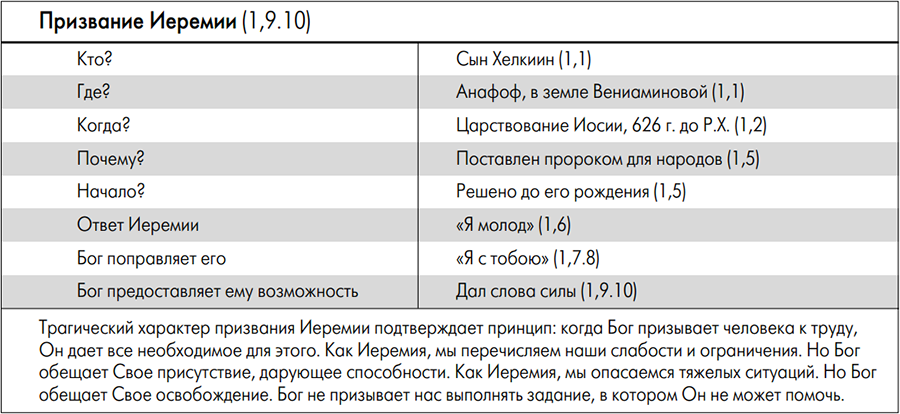 Призвание Иеремии (1,9.10)
Кто? Сын Хелкиин (1,1)
Где? Анафоф, в земле Вениаминовой (1,1)
Когда? Царствование Иосии, 626 г. до Р.Х. (1,2)
Почему? Поставлен пророком для народов (1,5)
Начало? Решено до его рождения (1,5)
Ответ Иеремии «Я молод» (1,6)
Бог поправляет его «Я с тобою» (1,7.8)
Бог предоставляет ему возможность Дал слова силы (1,9.10)
Трагический характер призвания Иеремии подтверждает принцип: когда Бог призывает человека к труду,
Он дает все необходимое для этого. Как Иеремия, мы перечисляем наши слабости и ограничения. Но Бог
обещает Свое присутствие, дарующее способности. Как Иеремия, мы опасаемся тяжелых ситуаций. Но Бог
обещает Свое освобождение. Бог не призывает нас выполнять задание, в котором Он не может помочь.